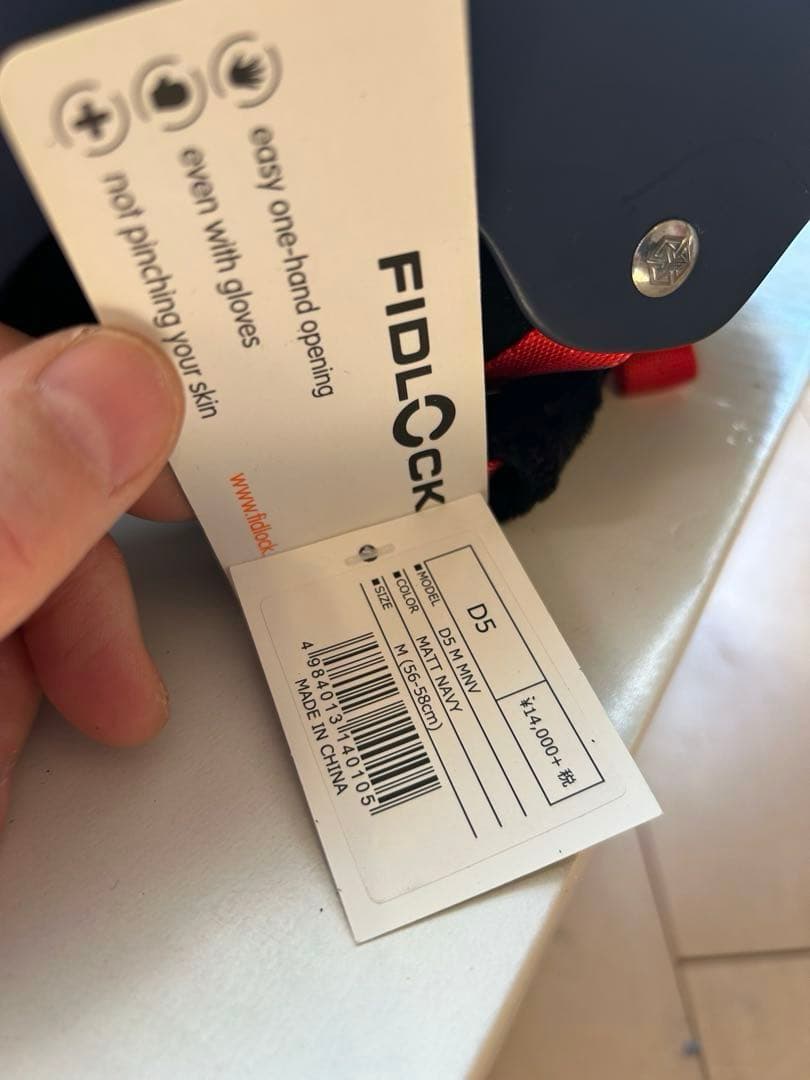 easy one-hand opening
even with gloves
not pinching your skin
FIDLOCK
www.fidlock
D5
¥14,000+税
■MODEL D5 M MNV
■COLOR MATT NAVY
■SIZE M (56-58cm)
4 984013 140105
MADE IN CHINA